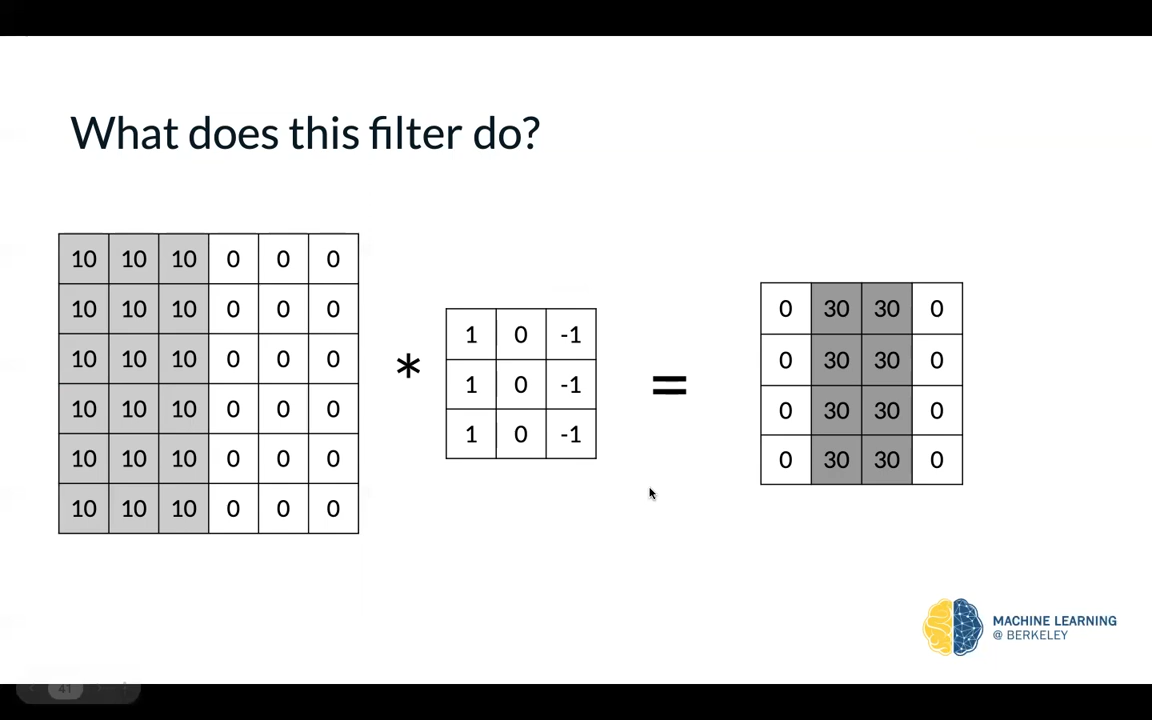 What does this filter do?
10 10 10 0 0 0
10 10 10 0 0 0
10 10 10 0 0 0
10 10 10 0 0 0
10 10 10 0 0 0
10 10 10 0 0 0
*
1 0 -1
1 0 -1
1 0 -1
=
0 30 30 0
0 30 30 0
0 30 30 0
0 30 30 0
MACHINE LEARNING
@ BERKELEY
41